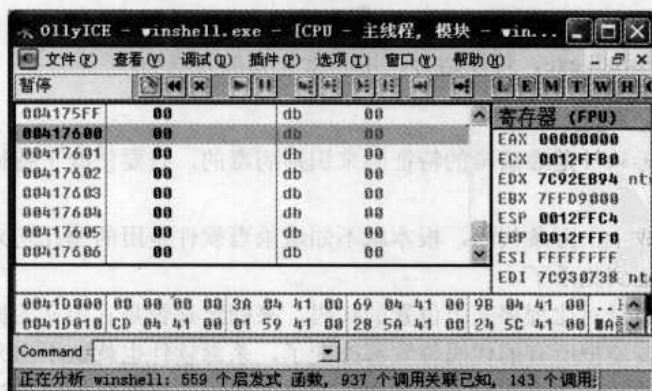 OllyICE - winshell.exe - [CPU - 主线程, 模块 - win...
文件(F) 查看(V) 调试(D) 插件(P) 选项(T) 窗口(W) 帮助(H)
暂停 L E M T W H
004175FF 00 db 00
00417600 00 db 00
00417601 00 db 00
00417602 00 db 00
00417603 00 db 00
00417604 00 db 00
00417605 00 db 00
00417606 00 db 00
寄存器 (FPU)
EAX 00000000
ECX 0012FFB0
EDX 7C92EB94 nt
EBX 7FFD9000
ESP 0012FFC4
EBP 0012FFF0
ESI FFFFFFFF
EDI 7C930738 nt
0041D000 00 00 00 00 3A 04 41 00 69 04 41 00 9B 04 41 00
0041D010 CD 04 41 00 01 59 41 00 28 5A 41 00 24 5C 41 00
Command
正在分析 winshell: 559 个启发式 函数, 937 个调用关联已知, 143 个调用